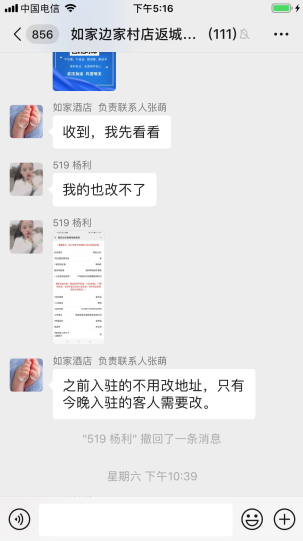 中国电信
下午5:16
856
如家边家村店返城... (111)
如家酒店 负责联系人张萌
收到，我先看看
519 杨利
我的也改不了
519 杨利
如家酒店 负责联系人张萌
之前入驻的不用改地址，只有
今晚入驻的客人需要改。
"519 杨利" 撤回了一条消息
星期六 下午10:39